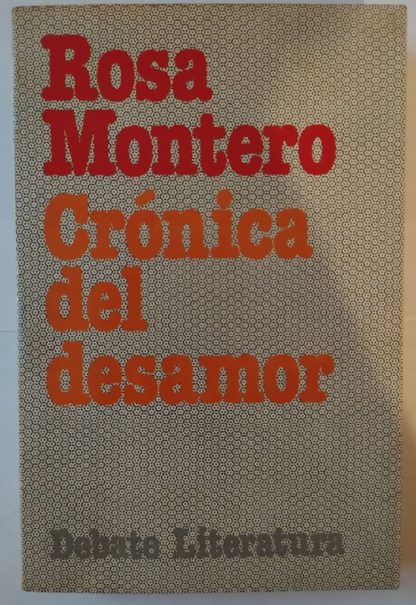 Rosa
Montero
Crónica
del
desamor
Debate Literatura